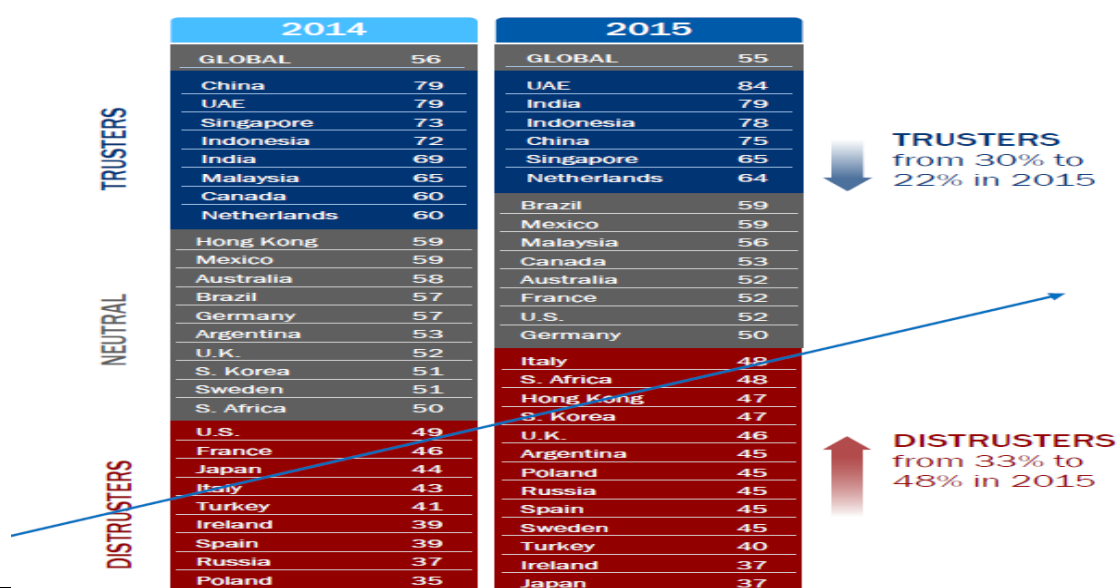 2014
GLOBAL 56
TRUSTERS
China 79
UAE 79
Singapore 73
Indonesia 72
India 69
Malaysia 65
Canada 60
Netherlands 60
NEUTRAL
Hong Kong 59
Mexico 59
Australia 58
Brazil 57
Germany 57
Argentina 53
U.K. 52
S. Korea 51
Sweden 51
S. Africa 50
DISTRUSTERS
U.S. 49
France 46
Japan 44
Italy 43
Turkey 41
Ireland 39
Spain 39
Russia 37
Poland 35
2015
GLOBAL 55
UAE 84
India 79
Indonesia 78
China 75
Singapore 65
Netherlands 64
Brazil 59
Mexico 59
Malaysia 56
Canada 53
Australia 52
France 52
U.S. 52
Germany 50
Italy 48
S. Africa 48
Hong Kong 47
S. Korea 47
U.K. 46
Argentina 45
Poland 45
Russia 45
Spain 45
Sweden 45
Turkey 40
Ireland 37
Japan 37
TRUSTERS
from 30% to
22% in 2015
DISTRUSTERS
from 33% to
48% in 2015